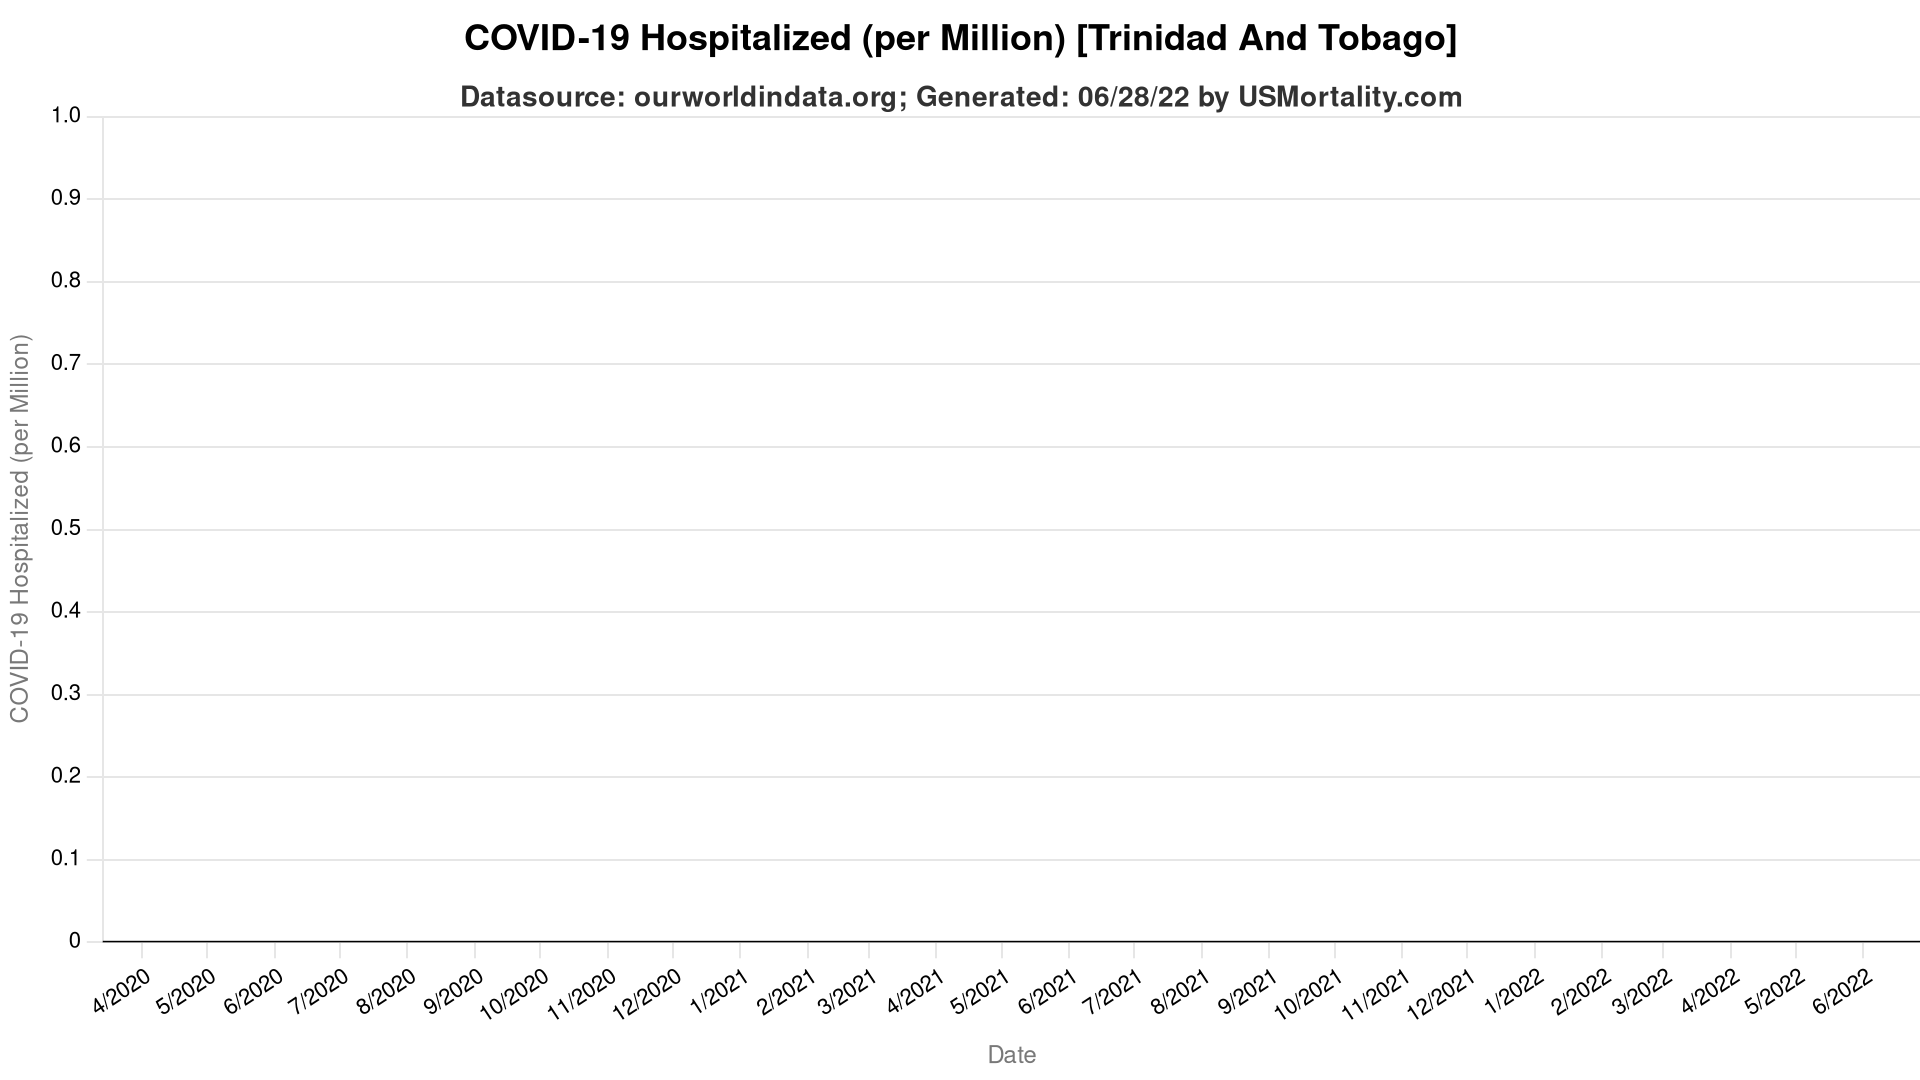 COVID-19 Hospitalized (per Million) [Trinidad And Tobago]
Datasource: ourworldindata.org; Generated: 06/28/22 by USMortality.com
1.0
0.9
0.8
0.7
0.6
0.5
0.4
0.3
0.2
0.1
0
COVID-19 Hospitalized (per Million)
4/2020 5/2020 6/2020 7/2020 8/2020 9/2020 10/2020 11/2020 12/2020 1/2021 2/2021 3/2021 4/2021 5/2021 6/2021 7/2021 8/2021 9/2021 10/2021 11/2021 12/2021 1/2022 2/2022 3/2022 4/2022 5/2022 6/2022
Date